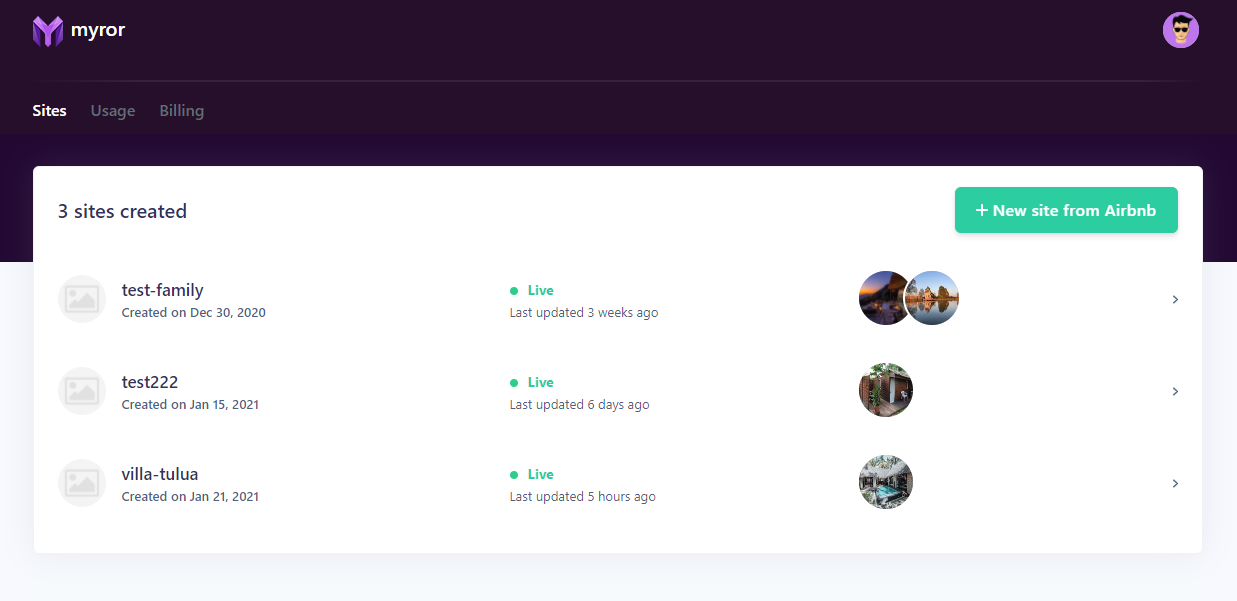 myror
Sites Usage Billing
3 sites created
+ New site from Airbnb
test-family
Created on Dec 30, 2020
Live
Last updated 3 weeks ago
test222
Created on Jan 15, 2021
Live
Last updated 6 days ago
villa-tulua
Created on Jan 21, 2021
Live
Last updated 5 hours ago